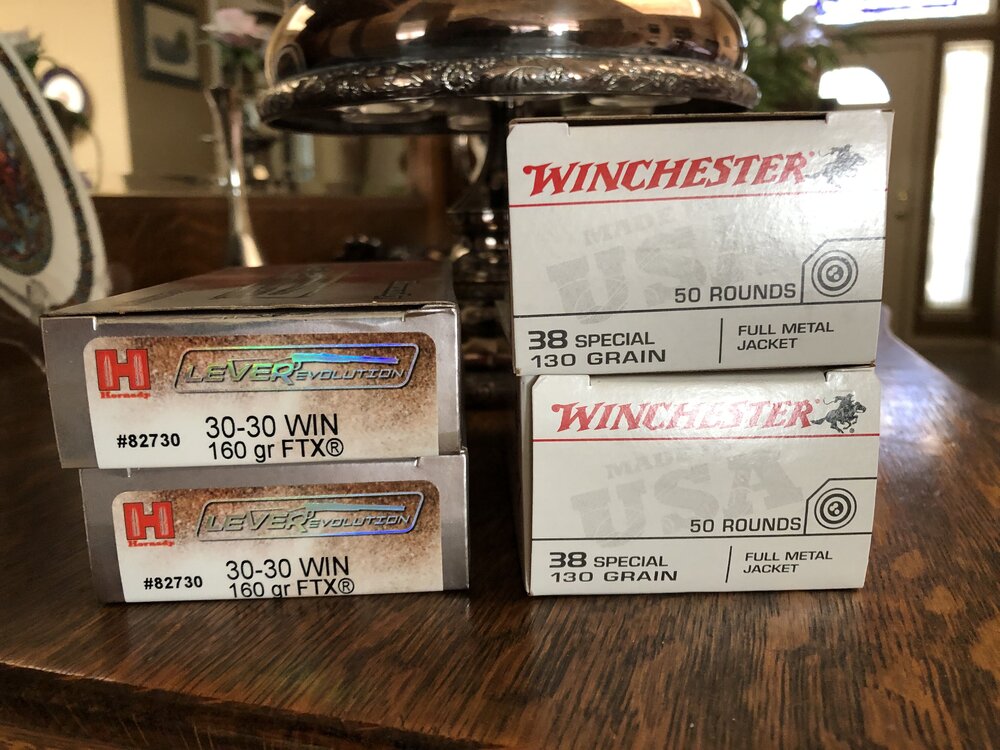 H
Hornady
LEVERevolution
#82730
30-30 WIN
160 gr FTX®
H
Hornady
LEVERevolution
#82730
30-30 WIN
160 gr FTX®
WINCHESTER®
MADE IN
USA
50 ROUNDS
38 SPECIAL
130 GRAIN
FULL METAL
JACKET
WINCHESTER®
MADE IN
USA
50 ROUNDS
38 SPECIAL
130 GRAIN
FULL METAL
JACKET